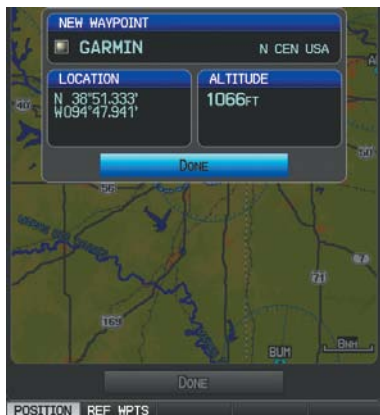 NEW WAYPOINT
GARMIN N CEN USA
LOCATION
N 38°51.333'
W094°47.941'
ALTITUDE
1066FT
DONE
40
50
56
7
71
169
BUM
8NM
DONE
POSITION REF WPTS